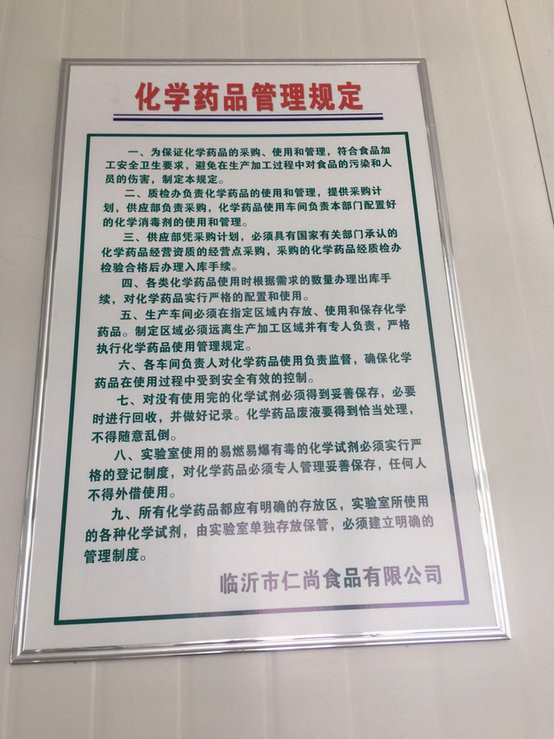 化学药品管理规定
一、为保证化学药品的采购、使用和管理，符合食品加
工安全卫生要求，避免在生产加工过程中对食品的污染和人
员的伤害，制定本规定。
二、质检办负责化学药品的使用和管理，提供采购计
划，供应部负责采购，化学药品使用车间负责本部门配置好
的化学消毒剂的使用和管理。
三、供应部凭采购计划，必须具有国家有关部门承认的
化学药品经营资质的经营点采购，采购的化学药品经质检办
检验合格后办理入库手续。
四、各类化学药品使用时根据需求的数量办理出库手
续，对化学药品实行严格的配置和使用。
五、生产车间必须在指定区域内存放、使用和保存化学
药品。制定区域必须远离生产加工区域并有专人负责，严格
执行化学药品使用管理规定。
六、各车间负责人对化学药品使用负责监督，确保化学
药品在使用过程中受到安全有效的控制。
七、对没有使用完的化学试剂必须得到妥善保存，必要
时进行回收，并做好记录。化学药品废液要得到恰当处理，
不得随意乱倒。
八、实验室使用的易燃易爆有毒的化学试剂必须实行严
格的登记制度，对化学药品必须专人管理妥善保存，任何人
不得外借使用。
九、所有化学药品都应有明确的存放区，实验室所使用
的各种化学试剂，由实验室单独存放保管，必须建立明确的
管理制度。
临沂市仁尚食品有限公司